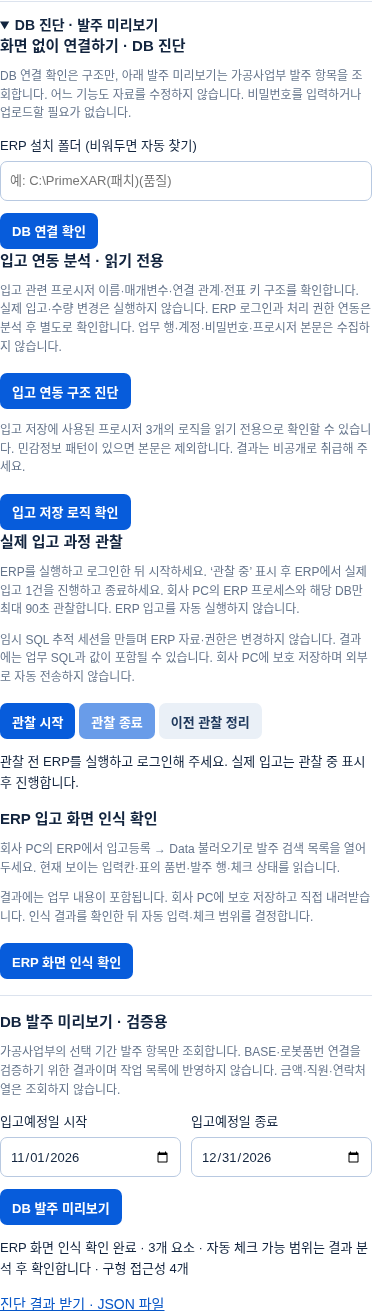 ▼ DB 진단 · 발주 미리보기
화면 없이 연결하기 · DB 진단
DB 연결 확인은 구조만, 아래 발주 미리보기는 가공사업부 발주 항목을 조
회합니다. 어느 기능도 자료를 수정하지 않습니다. 비밀번호를 입력하거나
업로드할 필요가 없습니다.
ERP 설치 폴더 (비워두면 자동 찾기)
예: C:\PrimeXAR(패치)(품질)
DB 연결 확인
입고 연동 분석 · 읽기 전용
입고 관련 프로시저 이름·매개변수·연결 관계·전표 키 구조를 확인합니다.
실제 입고·수량 변경은 실행하지 않습니다. ERP 로그인과 처리 권한 연동은
분석 후 별도로 확인합니다. 업무 행·계정·비밀번호·프로시저 본문은 수집하
지 않습니다.
입고 연동 구조 진단
입고 저장에 사용된 프로시저 3개의 로직을 읽기 전용으로 확인할 수 있습니
다. 민감정보 패턴이 있으면 본문은 제외합니다. 결과는 비공개로 취급해 주
세요.
입고 저장 로직 확인
실제 입고 과정 관찰
ERP를 실행하고 로그인한 뒤 시작하세요. ‘관찰 중’ 표시 후 ERP에서 실제
입고 1건을 진행하고 종료하세요. 회사 PC의 ERP 프로세스와 해당 DB만
최대 90초 관찰합니다. ERP 입고를 자동 실행하지 않습니다.
임시 SQL 추적 세션을 만들며 ERP 자료·권한은 변경하지 않습니다. 결과
에는 업무 SQL과 값이 포함될 수 있습니다. 회사 PC에 보호 저장하며 외부
로 자동 전송하지 않습니다.
관찰 시작 관찰 종료 이전 관찰 정리
관찰 전 ERP를 실행하고 로그인해 주세요. 실제 입고는 관찰 중 표시
후 진행합니다.
ERP 입고 화면 인식 확인
회사 PC의 ERP에서 입고등록 → Data 불러오기로 발주 검색 목록을 열어
두세요. 현재 보이는 입력칸·표의 품번·발주 행·체크 상태를 읽습니다.
결과에는 업무 내용이 포함됩니다. 회사 PC에 보호 저장하고 직접 내려받습
니다. 인식 결과를 확인한 뒤 자동 입력·체크 범위를 결정합니다.
ERP 화면 인식 확인
DB 발주 미리보기 · 검증용
가공사업부의 선택 기간 발주 항목만 조회합니다. BASE·로봇품번 연결을
검증하기 위한 결과이며 작업 목록에 반영하지 않습니다. 금액·직원·연락처
열은 조회하지 않습니다.
입고예정일 시작 입고예정일 종료
11/01/2026 12/31/2026
DB 발주 미리보기
ERP 화면 인식 확인 완료 · 3개 요소 · 자동 체크 가능 범위는 결과 분
석 후 확인합니다 · 구형 접근성 4개
진단 결과 받기 · JSON 파일